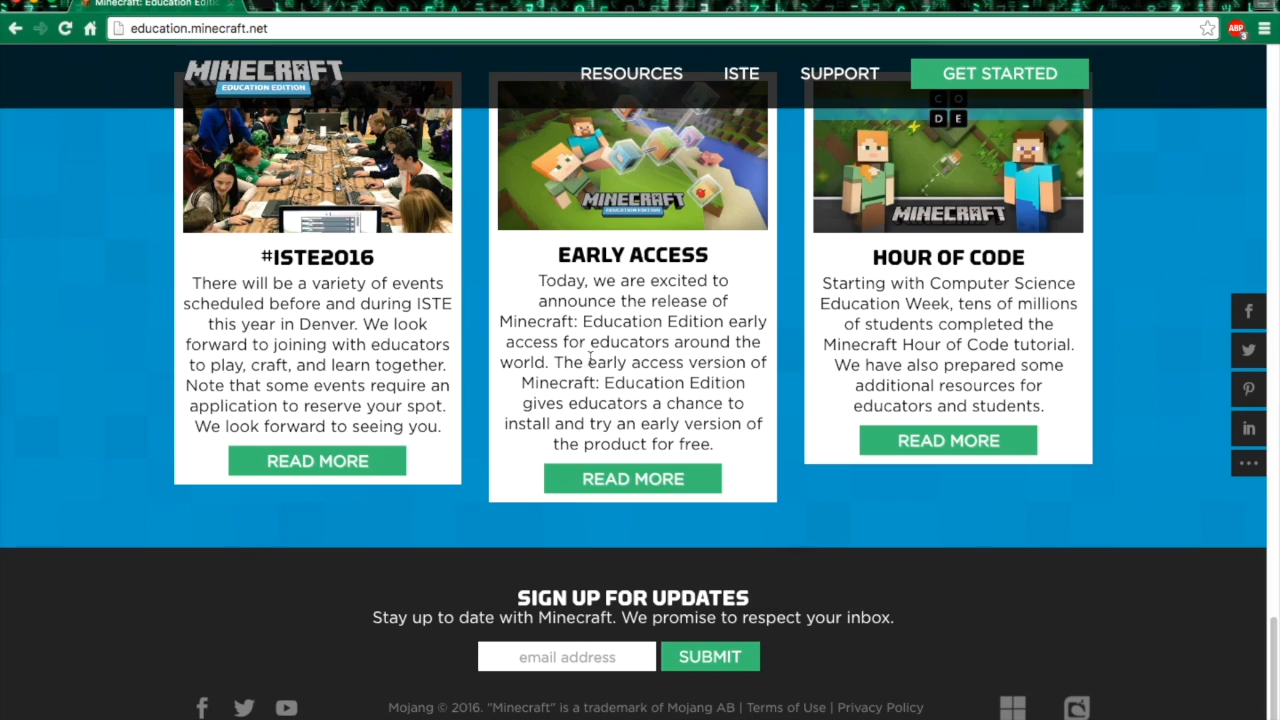 Minecraft: Education Editi
education.minecraft.net
ABP
3
MINECRAFT
EDUCATION EDITION
RESOURCES
ISTE
SUPPORT
GET STARTED
#ISTE2016
There will be a variety of events
scheduled before and during ISTE
this year in Denver. We look
forward to joining with educators
to play, craft, and learn together.
Note that some events require an
application to reserve your spot.
We look forward to seeing you.
READ MORE
MINECRAFT
EDUCATION EDITION
EARLY ACCESS
Today, we are excited to
announce the release of
Minecraft: Education Edition early
access for educators around the
world. The early access version of
Minecraft: Education Edition
gives educators a chance to
install and try an early version of
the product for free.
READ MORE
C O
D E
MINECRAFT
HOUR OF CODE
Starting with Computer Science
Education Week, tens of millions
of students completed the
Minecraft Hour of Code tutorial.
We have also prepared some
additional resources for
educators and students.
READ MORE
SIGN UP FOR UPDATES
Stay up to date with Minecraft. We promise to respect your inbox.
email address
SUBMIT
Mojang © 2016. "Minecraft" is a trademark of Mojang AB | Terms of Use | Privacy Policy